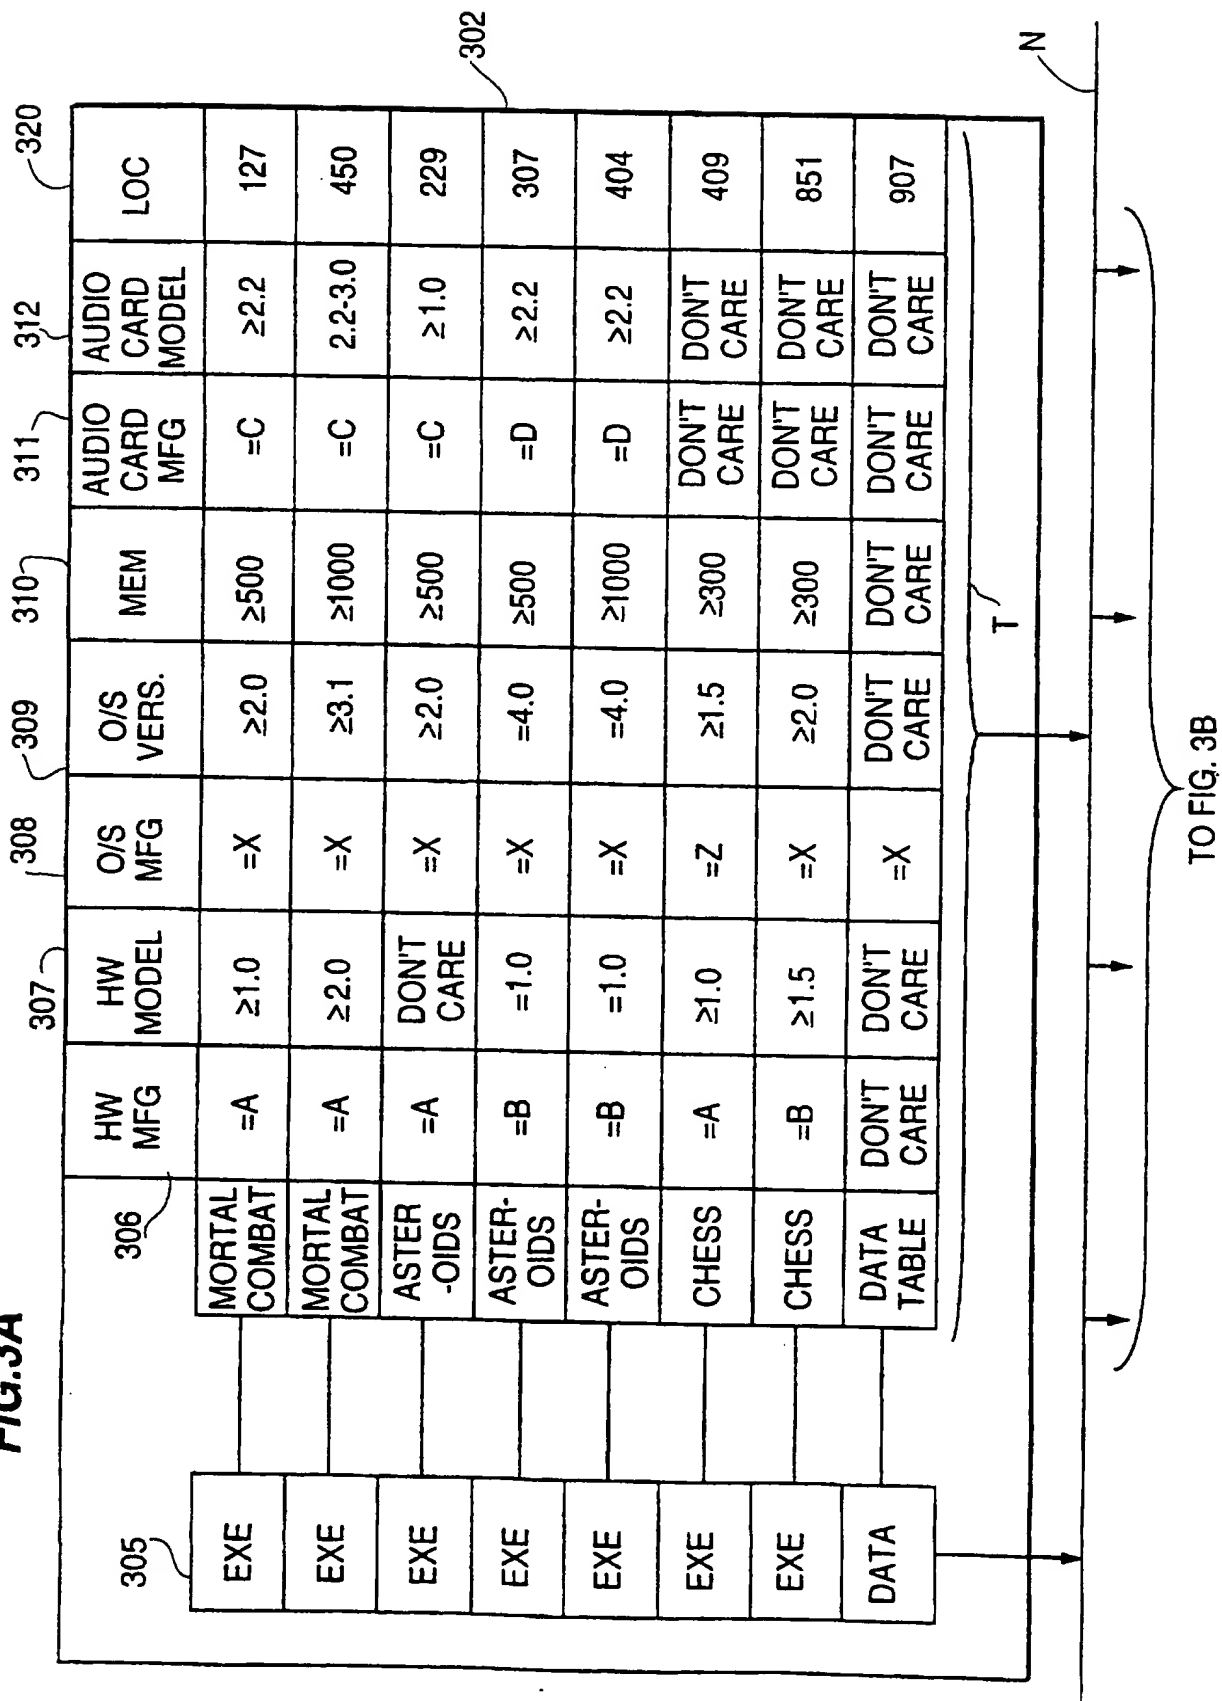 FIG.3A
305
EXE
EXE
EXE
EXE
EXE
EXE
EXE
DATA
306 307 308 309 310 311 312 320
HW MFG
HW MODEL
O/S MFG
O/S VERS.
MEM
AUDIO CARD MFG
AUDIO CARD MODEL
LOC
MORTAL COMBAT =A ≥1.0 =X ≥2.0 ≥500 =C ≥2.2 127
MORTAL COMBAT =A ≥2.0 =X ≥3.1 ≥1000 =C 2.2-3.0 450
ASTER -OIDS =A DON'T CARE =X ≥2.0 ≥500 =C ≥1.0 229
ASTER- OIDS =B =1.0 =X =4.0 ≥500 =D ≥2.2 307
ASTER- OIDS =B =1.0 =X =4.0 ≥1000 =D ≥2.2 404
CHESS =A ≥1.0 =Z ≥1.5 ≥300 DON'T CARE DON'T CARE 409
CHESS =B ≥1.5 =X ≥2.0 ≥300 DON'T CARE DON'T CARE 851
DATA TABLE DON'T CARE DON'T CARE =X DON'T CARE DON'T CARE DON'T CARE DON'T CARE 907
302
T
N
TO FIG. 3B